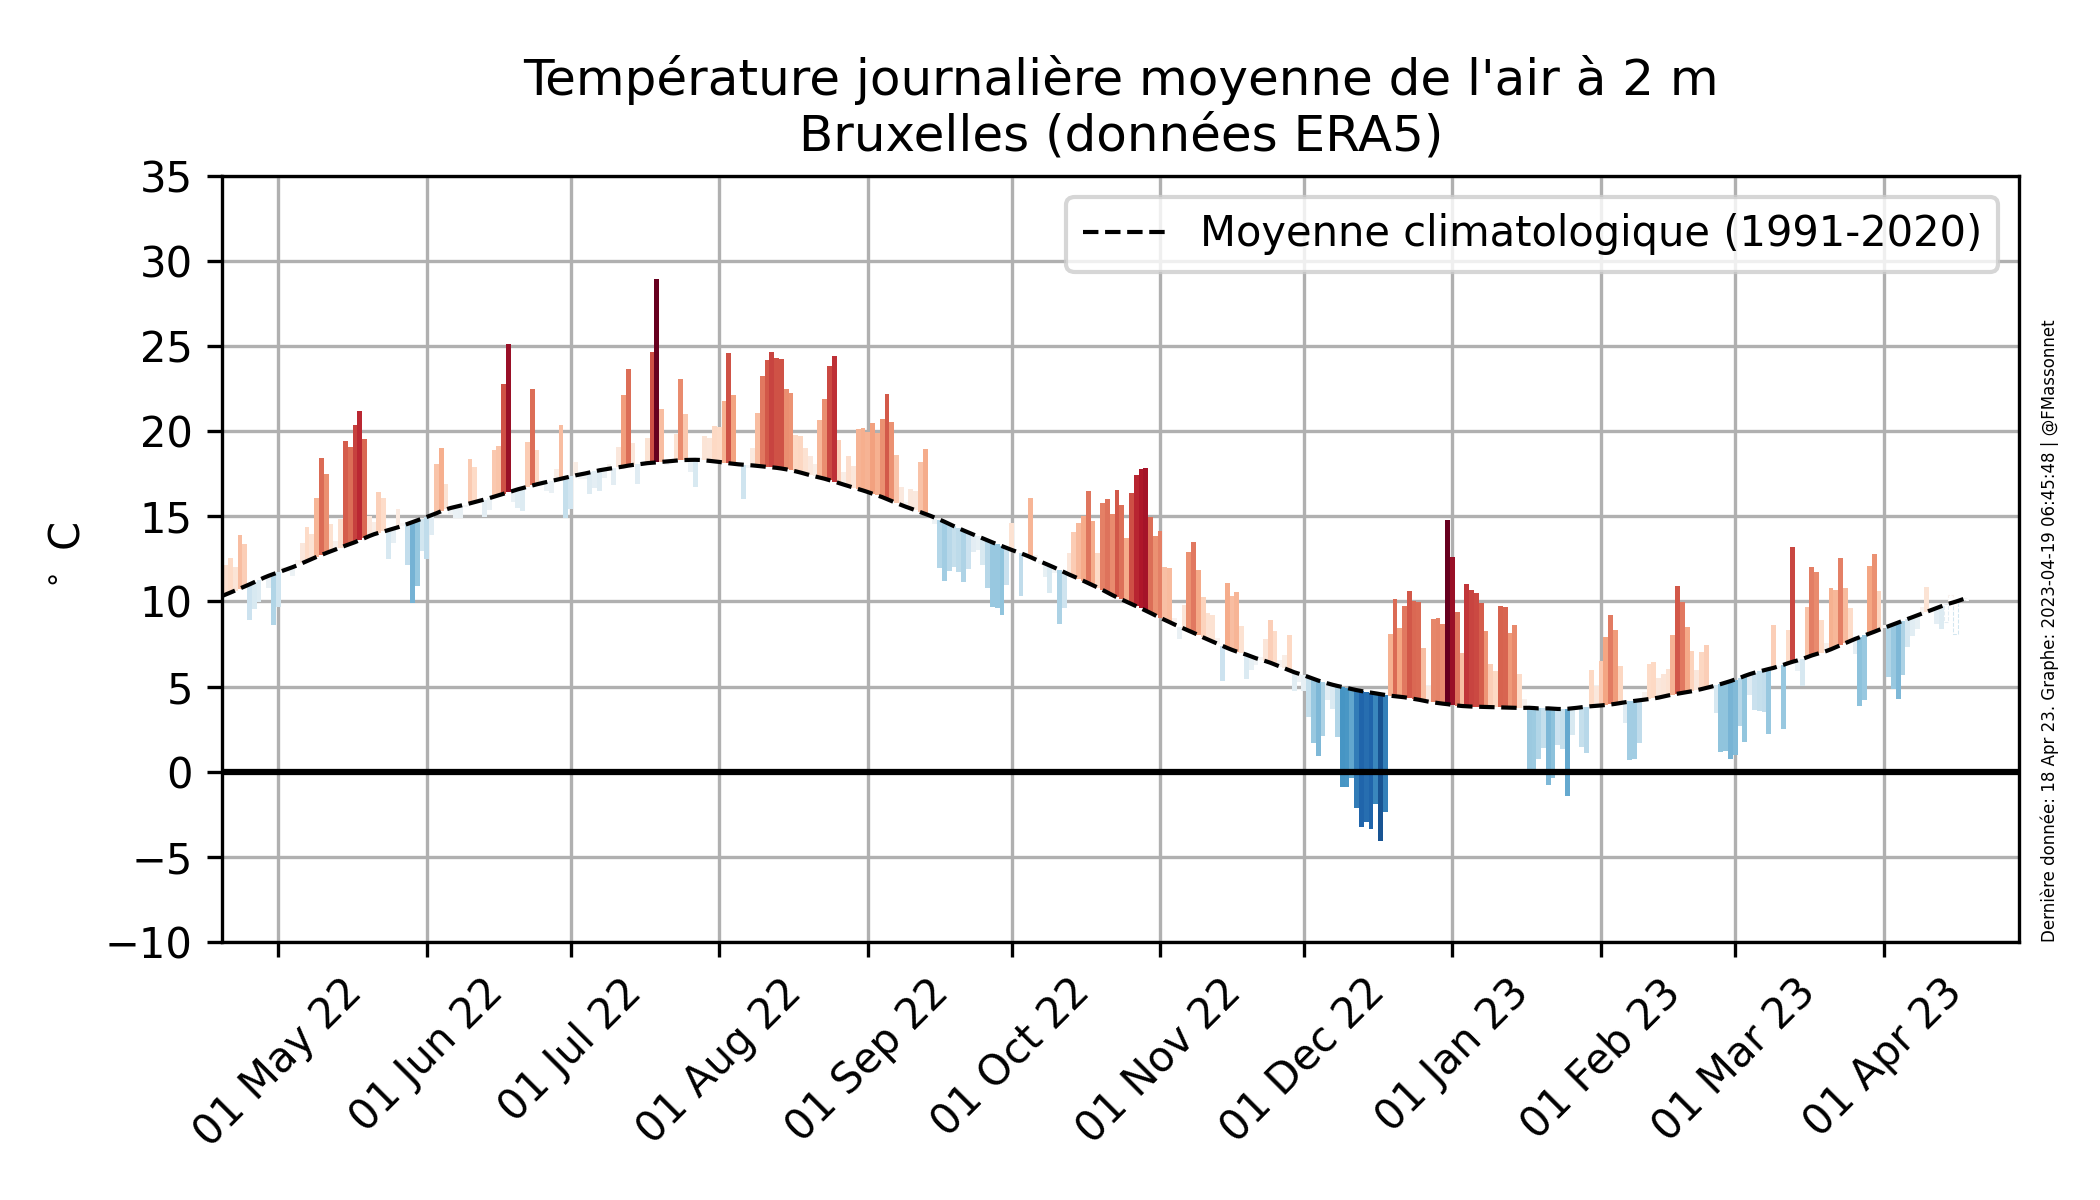 Température journalière moyenne de l'air à 2 m
Bruxelles (données ERA5)
Moyenne climatologique (1991-2020)
° C
35
30
25
20
15
10
5
0
−5
−10
01 May 22
01 Jun 22
01 Jul 22
01 Aug 22
01 Sep 22
01 Oct 22
01 Nov 22
01 Dec 22
01 Jan 23
01 Feb 23
01 Mar 23
01 Apr 23
Dernière donnée: 18 Apr 23. Graphe: 2023-04-19 06:45:48 | @FMassonnet